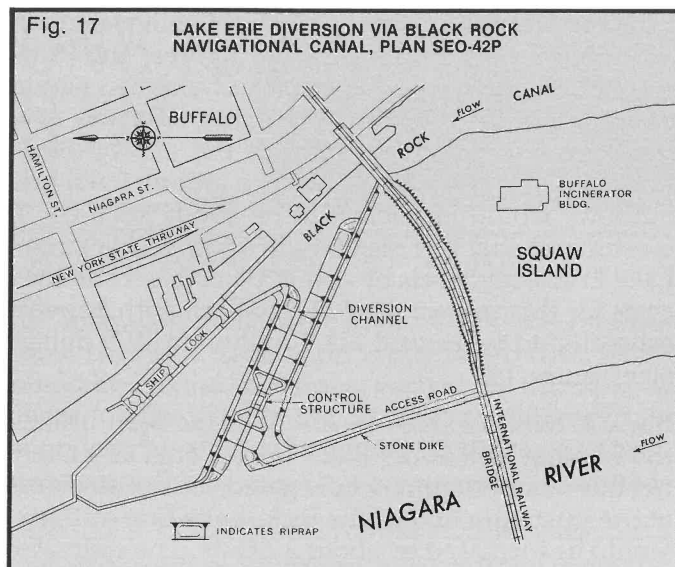 Fig. 17
LAKE ERIE DIVERSION VIA BLACK ROCK
NAVIGATIONAL CANAL, PLAN SEO-42P
BUFFALO
N
S
HAMILTON ST.
NIAGARA ST.
NEW YORK STATE THRUWAY
FLOW
BLACK
ROCK
CANAL
BUFFALO
INCINERATOR
BLDG.
SQUAW
ISLAND
SHIP
LOCK
DIVERSION
CHANNEL
CONTROL
STRUCTURE
ACCESS ROAD
STONE DIKE
INTERNATIONAL RAILWAY
BRIDGE
FLOW
NIAGARA
RIVER
INDICATES RIPRAP